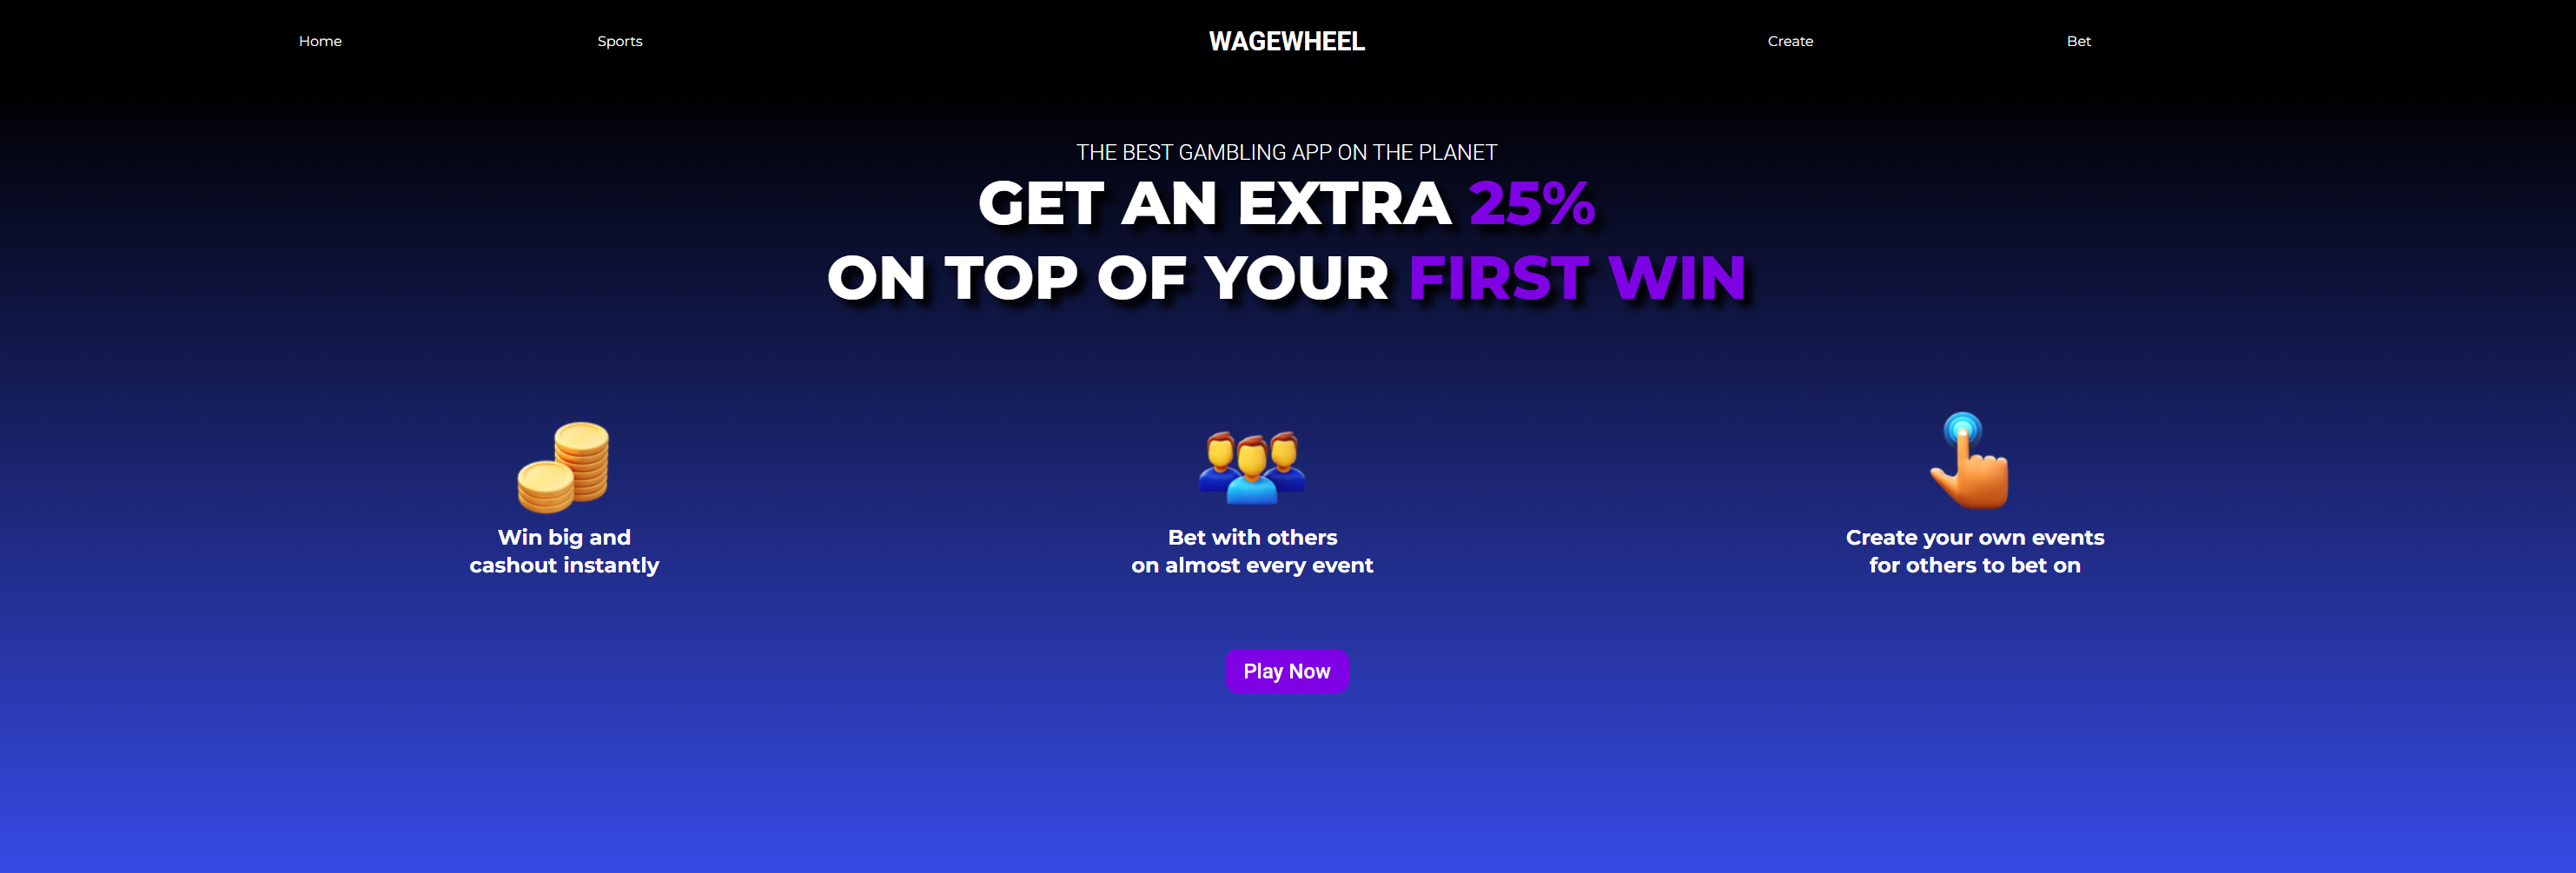 Home
Sports
WAGEWHEEL
Create
Bet
THE BEST GAMBLING APP ON THE PLANET
GET AN EXTRA 25%
ON TOP OF YOUR FIRST WIN
Win big and
cashout instantly
Bet with others
on almost every event
Create your own events
for others to bet on
Play Now